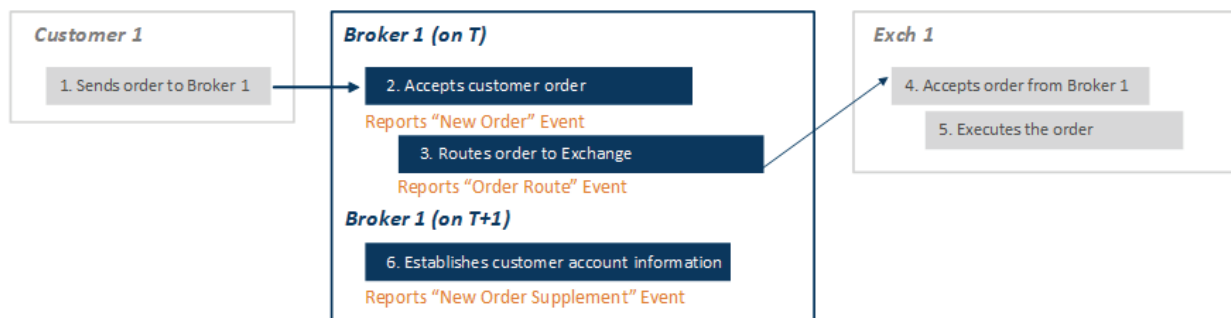 Customer 1
1. Sends order to Broker 1
Broker 1 (on T)
2. Accepts customer order
Reports “New Order” Event
3. Routes order to Exchange
Reports “Order Route” Event
Broker 1 (on T+1)
6. Establishes customer account information
Reports “New Order Supplement” Event
Exch 1
4. Accepts order from Broker 1
5. Executes the order